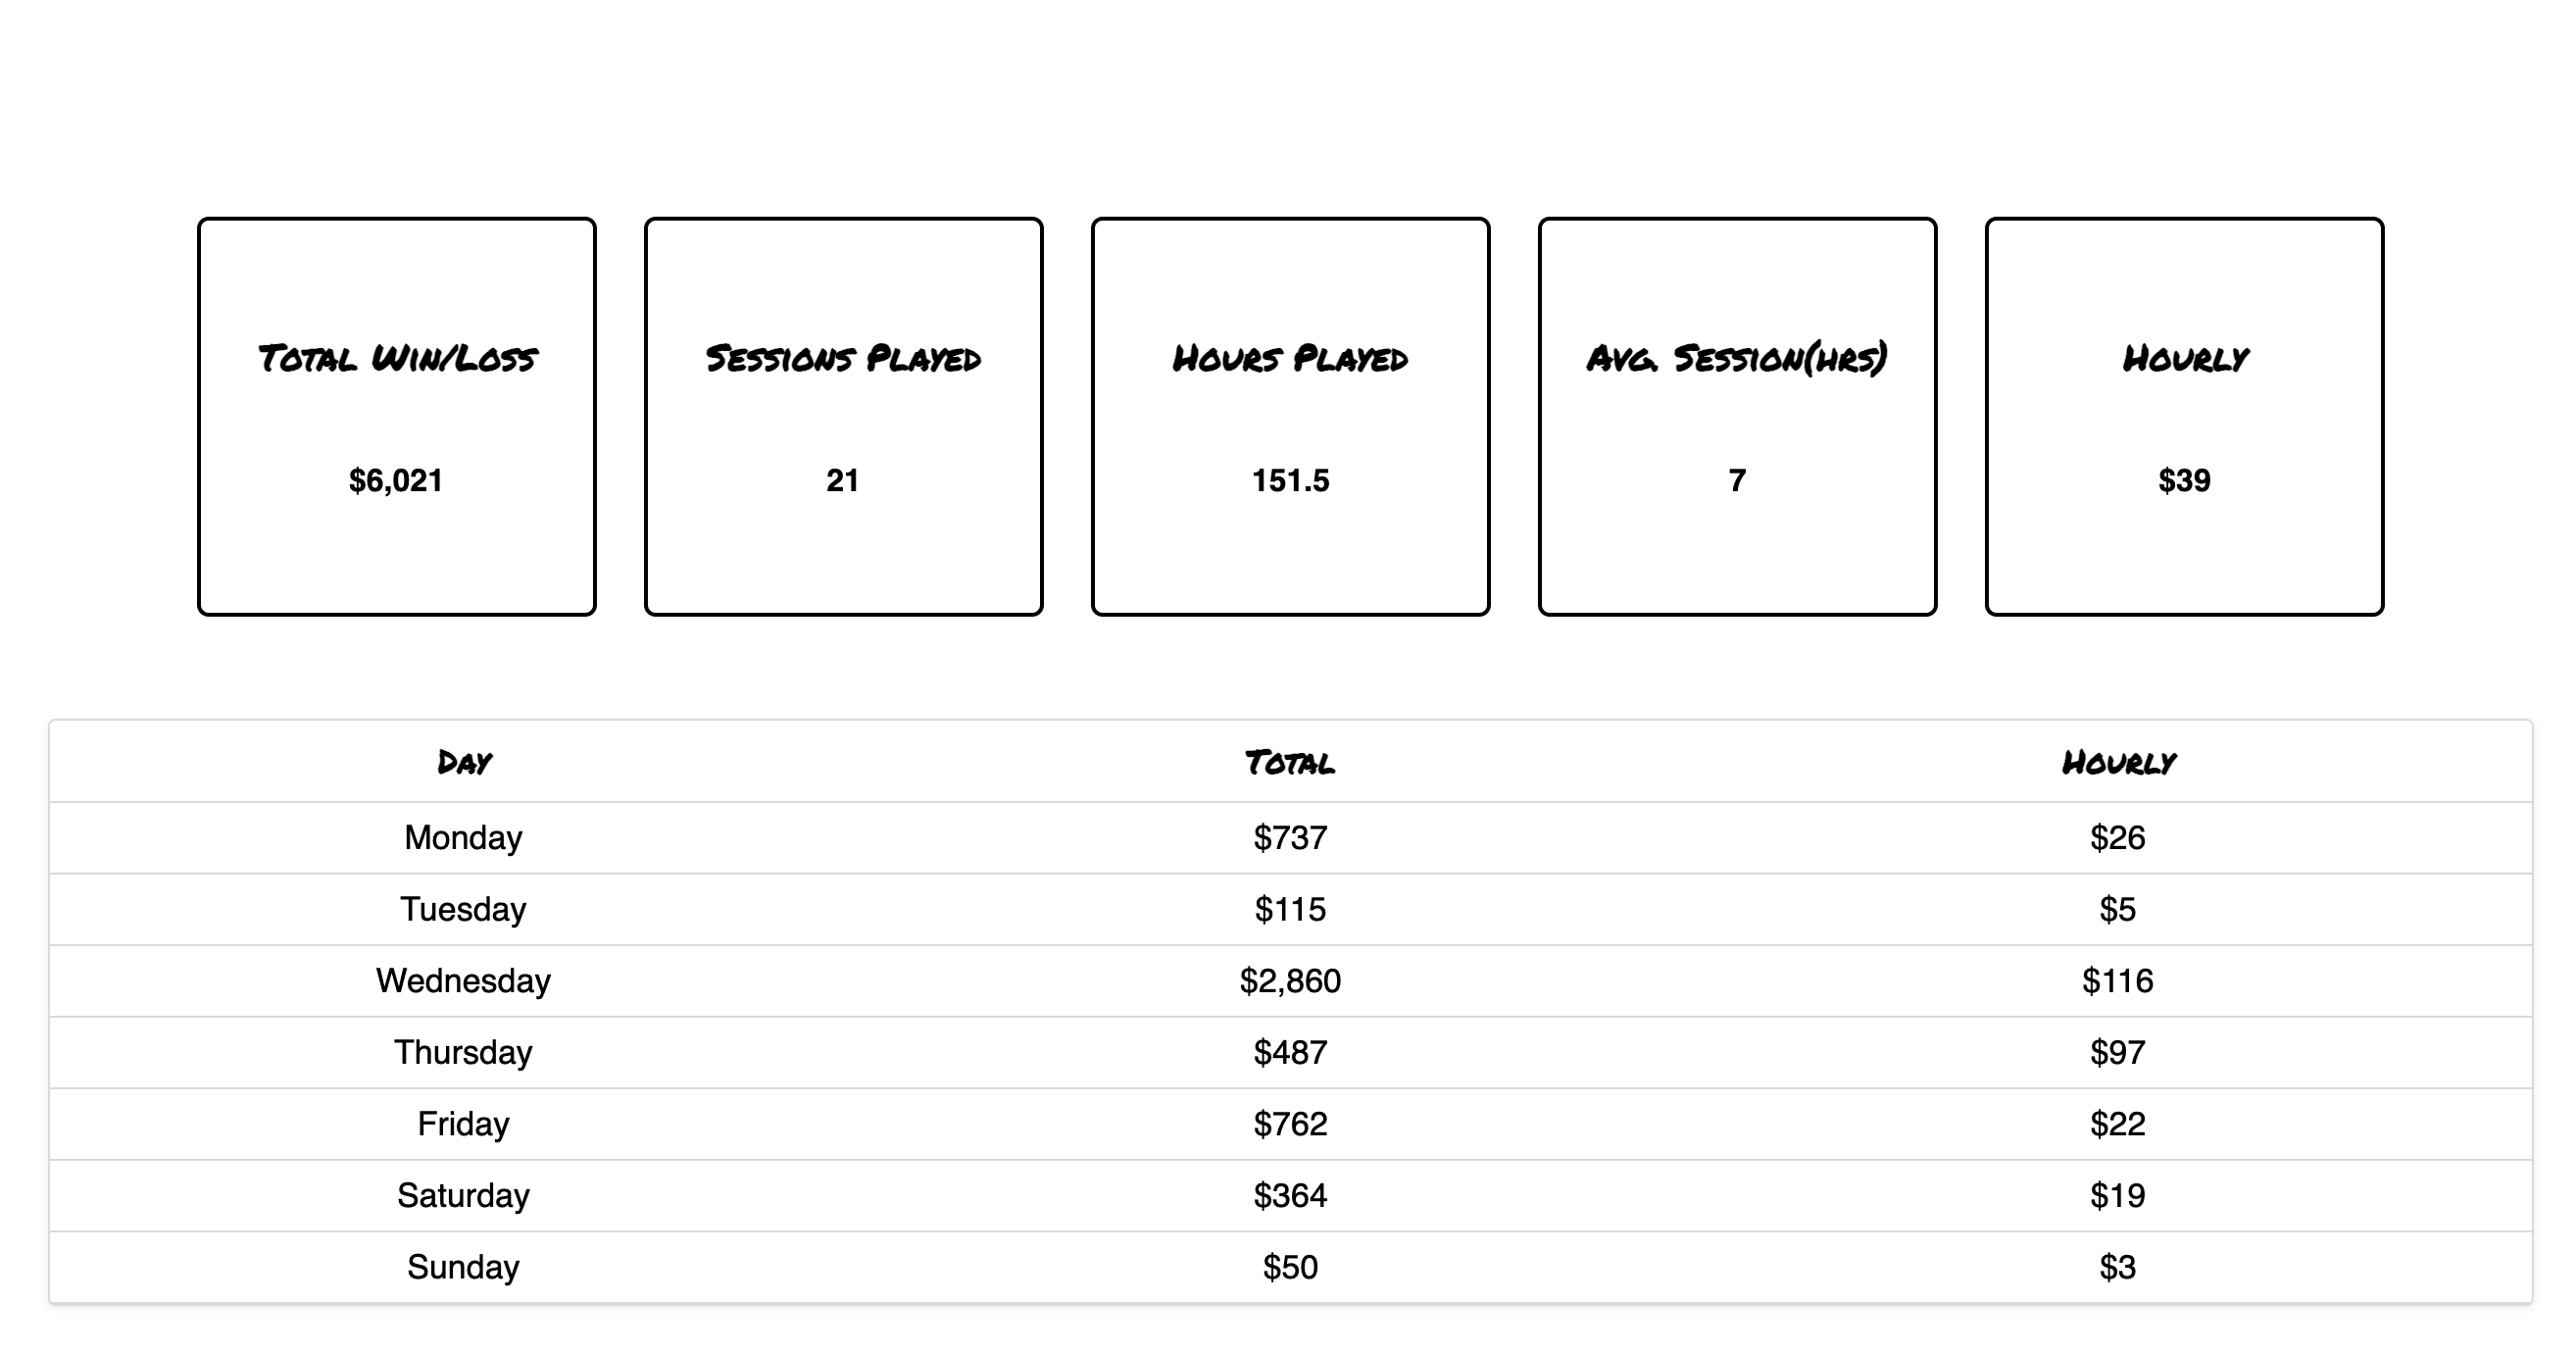 Total Win/Loss Sessions Played Hours Played Avg. Session(hrs) Hourly
$6,021 21 151.5 7 $39
Day Total Hourly
Monday $737 $26
Tuesday $115 $5
Wednesday $2,860 $116
Thursday $487 $97
Friday $762 $22
Saturday $364 $19
Sunday $50 $3